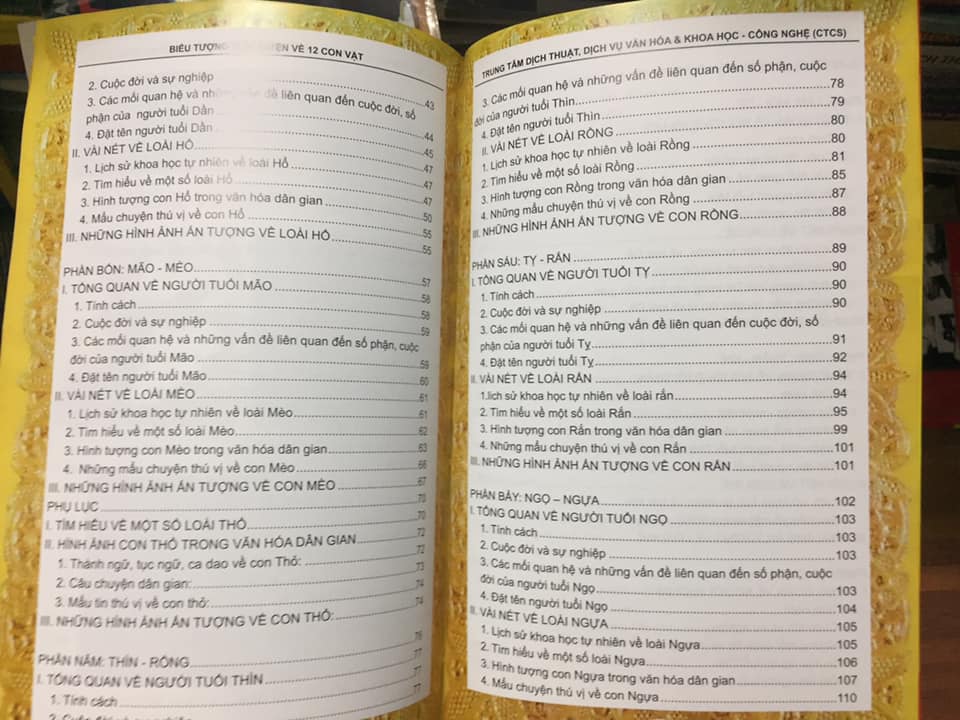 BIỂU TƯỢNG VỀ 12 CON VẬT
2. Cuộc đời và sự nghiệp ........ 43
3. Các mối quan hệ và những vấn đề liên quan đến cuộc đời, số
phận của người tuổi Dần ........ 44
4. Đặt tên người tuổi Dần ........ 45
II. VÀI NÉT VỀ LOÀI HỔ ........ 47
1. Lịch sử khoa học tự nhiên về loài Hổ ........ 47
2. Tìm hiểu về một số loài Hổ ........ 47
3. Hình tượng con Hổ trong văn hóa dân gian ........ 50
4. Mẩu chuyện thú vị về con Hổ ........ 55
III. NHỮNG HÌNH ẢNH ẤN TƯỢNG VỀ LOÀI HỔ ........ 55
PHẦN BỐN: MÃO - MÈO ........ 57
I. TỔNG QUAN VỀ NGƯỜI TUỔI MÃO ........ 58
1. Tính cách ........ 58
2. Cuộc đời và sự nghiệp ........ 59
3. Các mối quan hệ và những vấn đề liên quan đến số phận, cuộc
đời của người tuổi Mão ........ 59
4. Đặt tên người tuổi Mão ........ 60
II. VÀI NÉT VỀ LOÀI MÈO ........ 61
1. Lịch sử khoa học tự nhiên về loài Mèo ........ 61
2. Tìm hiểu về một số loài Mèo ........ 62
3. Hình tượng con Mèo trong văn hóa dân gian ........ 63
4. Những mẩu chuyện thú vị về con Mèo ........ 66
III. NHỮNG HÌNH ẢNH ẤN TƯỢNG VỀ CON MÈO ........ 67
PHỤ LỤC ........ 70
I. TÌM HIỂU VỀ MỘT SỐ LOÀI THỎ ........ 70
II. HÌNH ẢNH CON THỎ TRONG VĂN HÓA DÂN GIAN ........ 72
1. Thành ngữ, tục ngữ, ca dao về con Thỏ: ........ 72
2. Câu chuyện dân gian: ........ 73
3. Mẩu tin thú vị về con thỏ: ........ 74
III. NHỮNG HÌNH ẢNH ẤN TƯỢNG VỀ CON THỎ: ........ 74
PHẦN NĂM: THÌN - RỒNG ........ 76
I. TỔNG QUAN VỀ NGƯỜI TUỔI THÌN ........ 77
1. Tính cách ........ 77
2. Cuộc đời và sự nghiệp ........ 77
TRUNG TÂM DỊCH THUẬT, DỊCH VỤ VĂN HÓA & KHOA HỌC - CÔNG NGHỆ (CTCS)
3. Các mối quan hệ và những vấn đề liên quan đến số phận, cuộc
đời của người tuổi Thìn ........ 78
4. Đặt tên người tuổi Thìn ........ 79
II. VÀI NÉT VỀ LOÀI RỒNG ........ 80
1. Lịch sử khoa học tự nhiên về loài Rồng ........ 80
2. Tìm hiểu về một số loài Rồng ........ 81
3. Hình tượng con Rồng trong văn hóa dân gian ........ 85
4. Những mẩu chuyện thú vị về con Rồng ........ 87
III. NHỮNG HÌNH ẢNH ẤN TƯỢNG VỀ CON RỒNG ........ 88
PHẦN SÁU: TỴ - RẮN ........ 89
I. TỔNG QUAN VỀ NGƯỜI TUỔI TỴ ........ 90
1. Tính cách ........ 90
2. Cuộc đời và sự nghiệp ........ 90
3. Các mối quan hệ và những vấn đề liên quan đến cuộc đời, số
phận của người tuổi Tỵ ........ 91
4. Đặt tên người tuổi Tỵ ........ 92
II. VÀI NÉT VỀ LOÀI RẮN ........ 94
1.lịch sử khoa học tự nhiên về loài rắn ........ 94
2. Tìm hiểu về một số loài Rắn ........ 95
3. Hình tượng con Rắn trong văn hóa dân gian ........ 99
4. Những mẩu chuyện thú vị về con Rắn ........ 101
III. NHỮNG HÌNH ẢNH ẤN TƯỢNG VỀ CON RẮN ........ 101
PHẦN BẢY: NGỌ - NGỰA ........ 102
I. TỔNG QUAN VỀ NGƯỜI TUỔI NGỌ ........ 103
1. Tính cách ........ 103
2. Cuộc đời và sự nghiệp ........ 103
3. Các mối quan hệ và những vấn đề liên quan đến số phận, cuộc
đời của người tuổi Ngọ ........ 103
4. Đặt tên người tuổi Ngọ ........ 104
II. VÀI NÉT VỀ LOÀI NGỰA ........ 105
1. Lịch sử khoa học tự nhiên về loài Ngựa ........ 105
2. Tìm hiểu về một số loài Ngựa ........ 106
3. Hình tượng con Ngựa trong văn hóa dân gian ........ 107
4. Mẩu chuyện thú vị về con Ngựa ........ 110